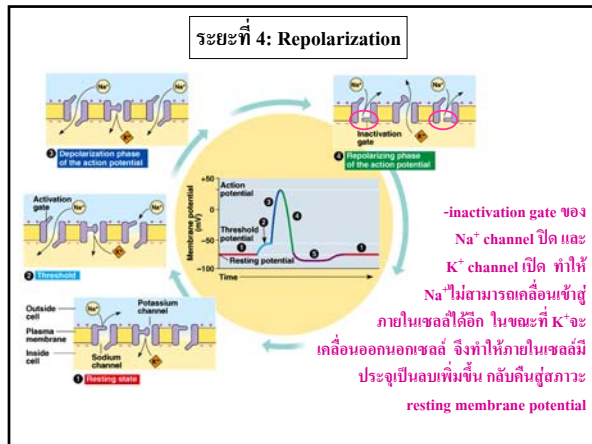 ระยะที่ 4: Repolarization
Na⁺
Na⁺
K⁺
3 Depolarization phase
of the action potential
Na⁺
Na⁺
Inactivation
gate
K⁺
4 Repolarizing phase
of the action potential
Activation
gate
Na⁺
K⁺
2 Threshold
+50
0
−50
−100
Membrane potential
(mV)
Action
potential
Threshold
potential
Resting potential
1
2
3
4
5
1
Time
Outside
cell
Plasma
membrane
Inside
cell
Na⁺
Potassium
channel
K⁺
Sodium
channel
1 Resting state
-inactivation gate ของ
Na⁺ channel ปิด และ
K⁺ channel เปิด ทำให้
Na⁺ไม่สามารถเคลื่อนเข้าสู่
ภายในเซลล์ได้อีก ในขณะที่ K⁺จะ
เคลื่อนออกนอกเซลล์ จึงทำให้ภายในเซลล์มี
ประจุเป็นลบเพิ่มขึ้น กลับคืนสู่สภาวะ
resting membrane potential